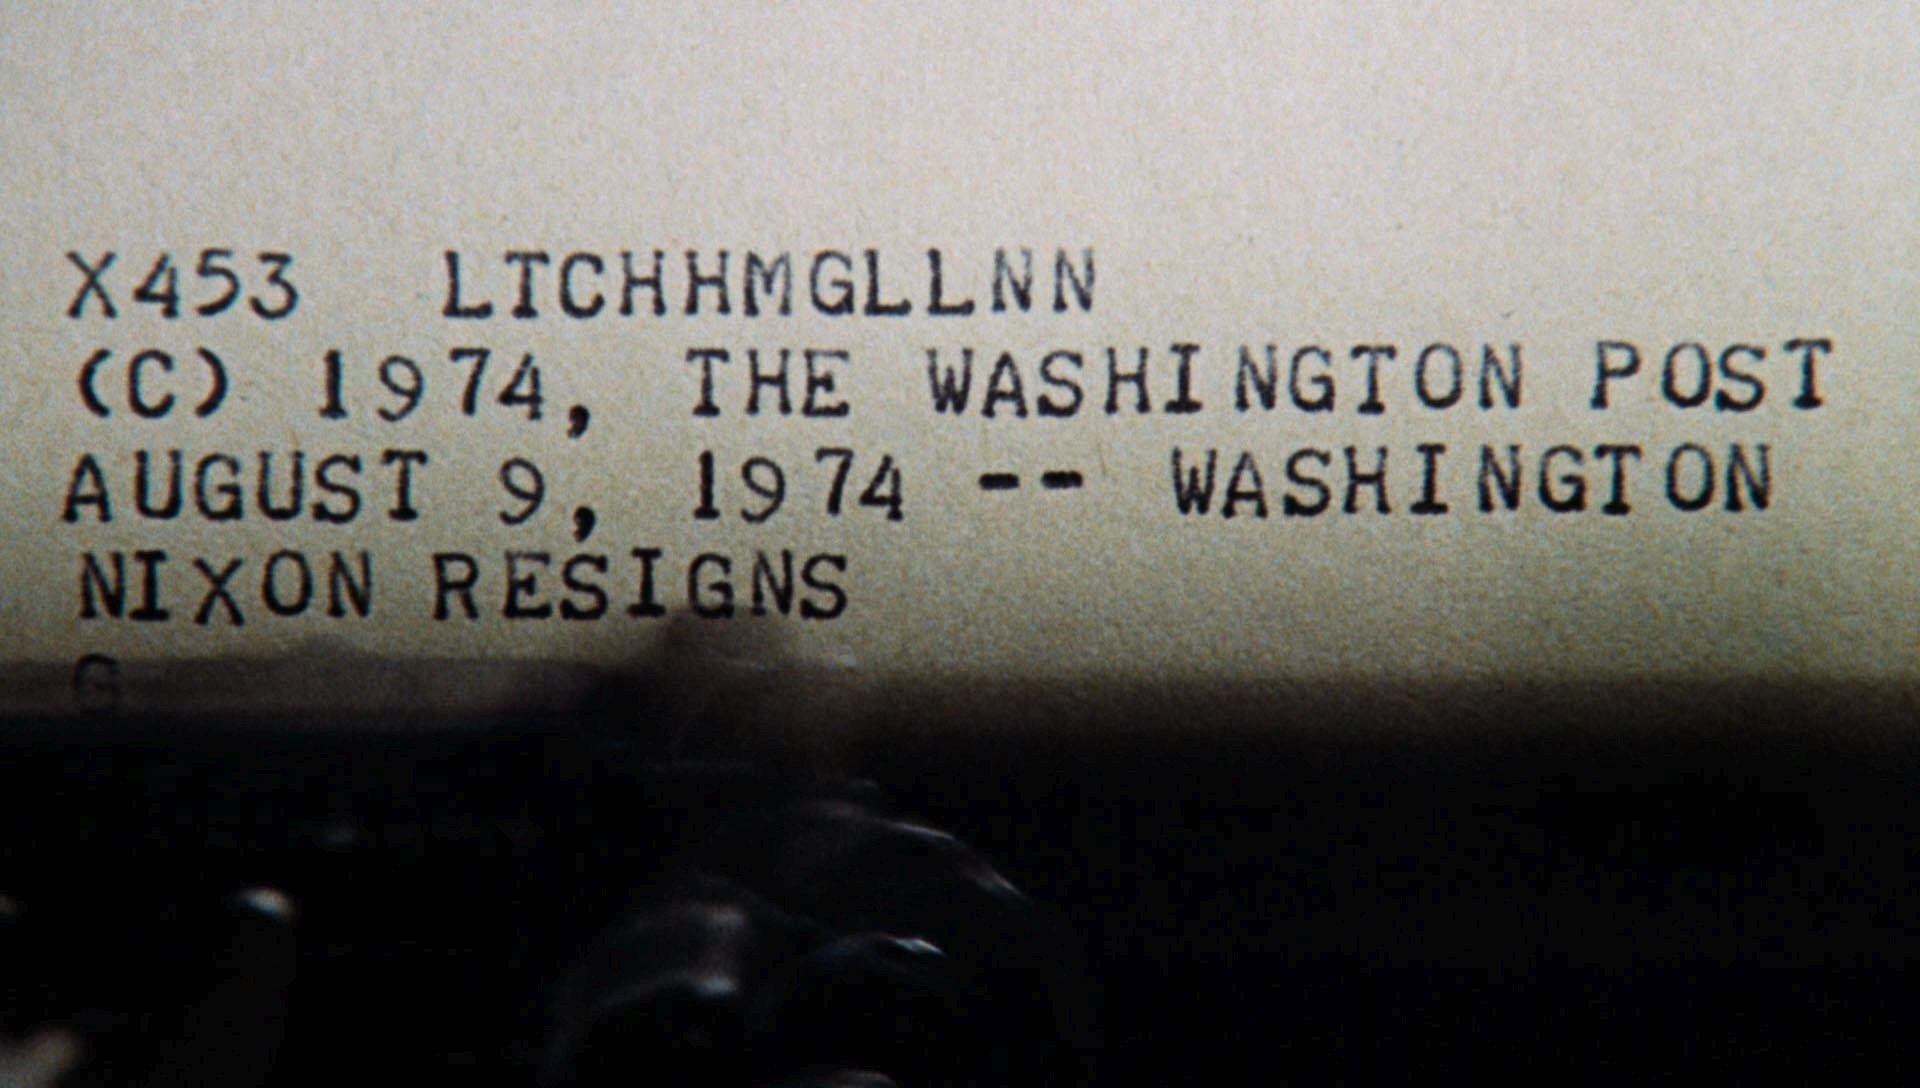 X453 LTCHHMGLLNN
(C) 1974, THE WASHINGTON POST
AUGUST 9, 1974 -- WASHINGTON
NIXON RESIGNS
G